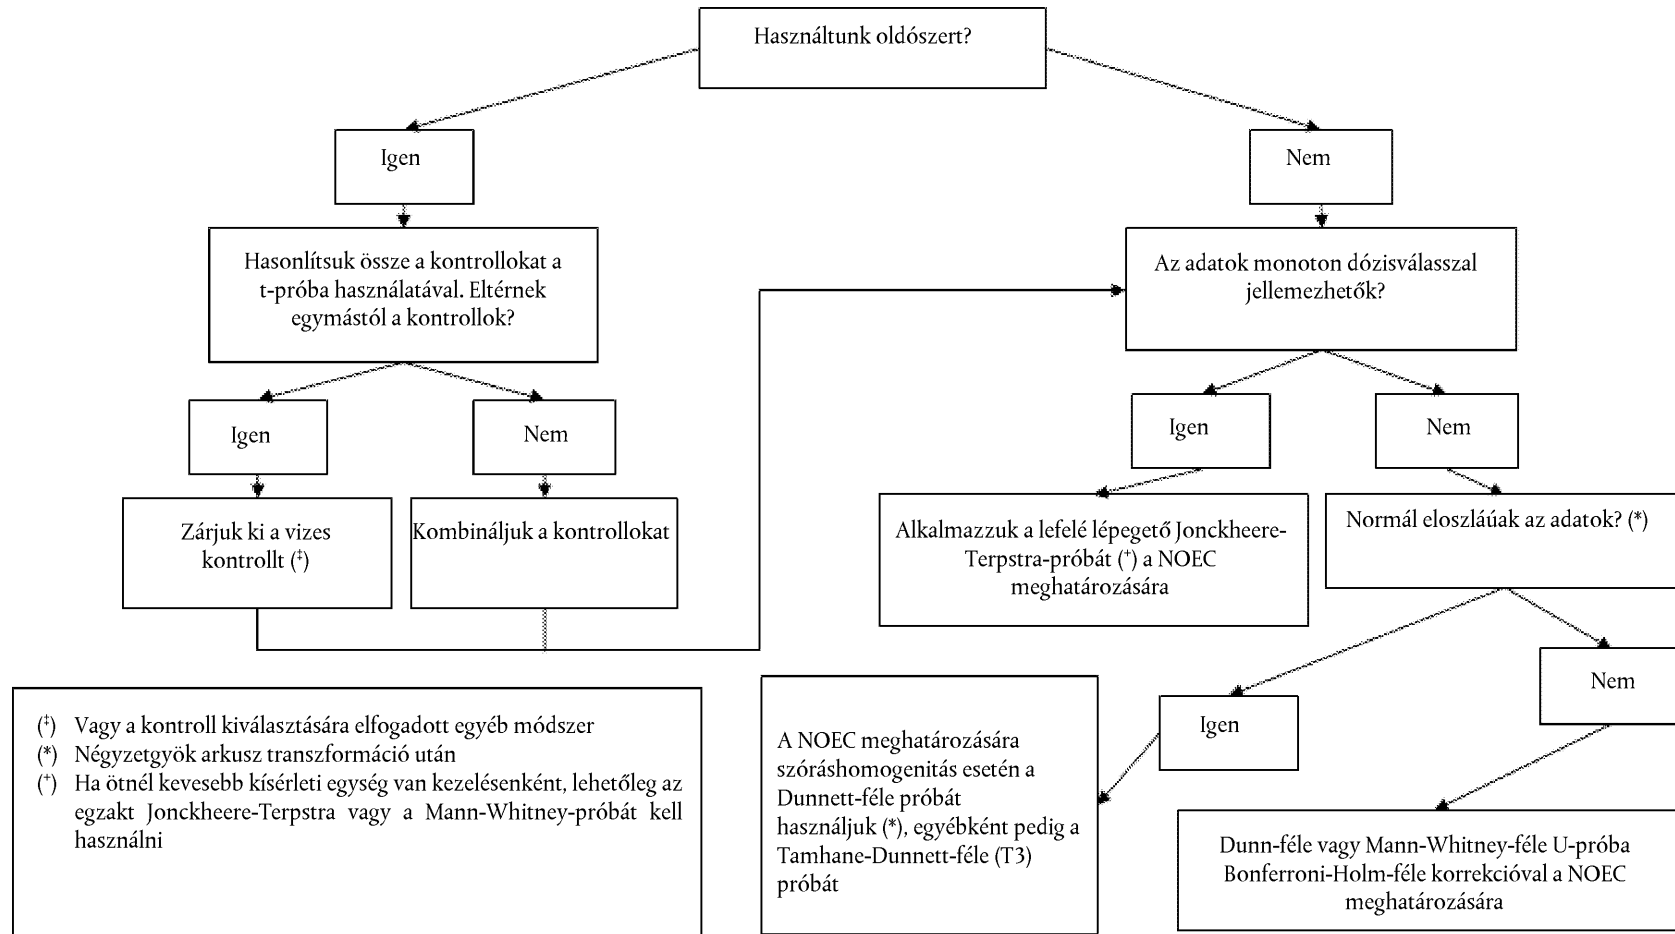 Használtunk oldószert?
Igen
Nem
Hasonlítsuk össze a kontrollokat a
t-próba használatával. Eltérnek
egymástól a kontrollok?
Az adatok monoton dózisválasszal
jellemezhetők?
Igen
Nem
Igen
Nem
Zárjuk ki a vizes
kontrollt (‡)
Kombináljuk a kontrollokat
Alkalmazzuk a lefelé lépegető Jonckheere-
Terpstra-próbát (⁺) a NOEC
meghatározására
Normál eloszláúak az adatok? (*)
Igen
Nem
(‡) Vagy a kontroll kiválasztására elfogadott egyéb módszer
(*) Négyzetgyök arkusz transzformáció után
(⁺) Ha ötnél kevesebb kísérleti egység van kezelésenként, lehetőleg az
egzakt Jonckheere-Terpstra vagy a Mann-Whitney-próbát kell
használni
A NOEC meghatározására
szóráshomogenitás esetén a
Dunnett-féle próbát
használjuk (*), egyébként pedig a
Tamhane-Dunnett-féle (T3)
próbát
Dunn-féle vagy Mann-Whitney-féle U-próba
Bonferroni-Holm-féle korrekcióval a NOEC
meghatározására